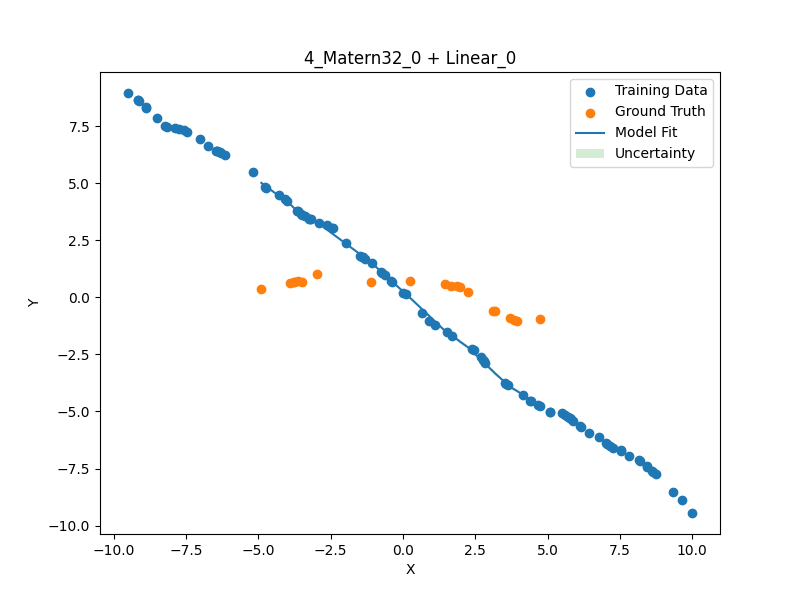 4_Matern32_0 + Linear_0
Training Data
Ground Truth
Model Fit
Uncertainty
Y
7.5
5.0
2.5
0.0
−2.5
−5.0
−7.5
−10.0
−10.0 −7.5 −5.0 −2.5 0.0 2.5 5.0 7.5 10.0
X